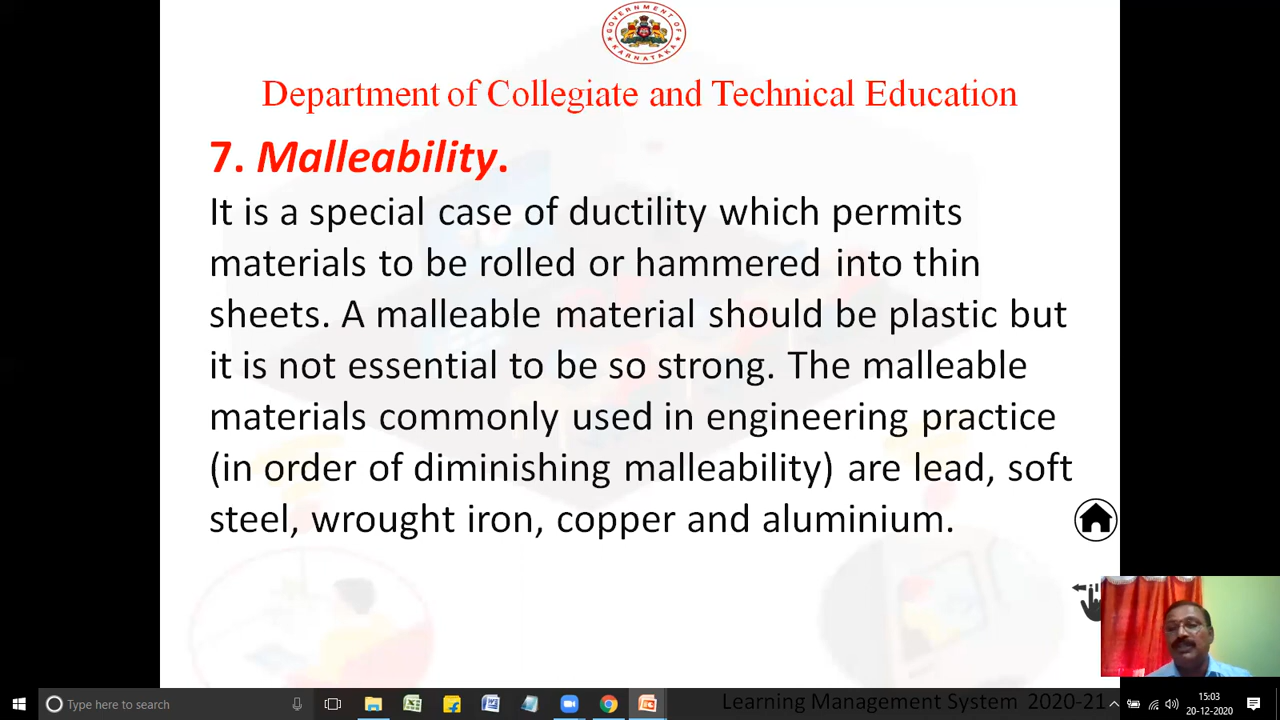 GOVERNMENT OF
KARNATAKA
Department of Collegiate and Technical Education
7. Malleability.
It is a special case of ductility which permits
materials to be rolled or hammered into thin
sheets. A malleable material should be plastic but
it is not essential to be so strong. The malleable
materials commonly used in engineering practice
(in order of diminishing malleability) are lead, soft
steel, wrought iron, copper and aluminium.
Type here to search
Learning Management System 2020-21
15:03
20-12-2020